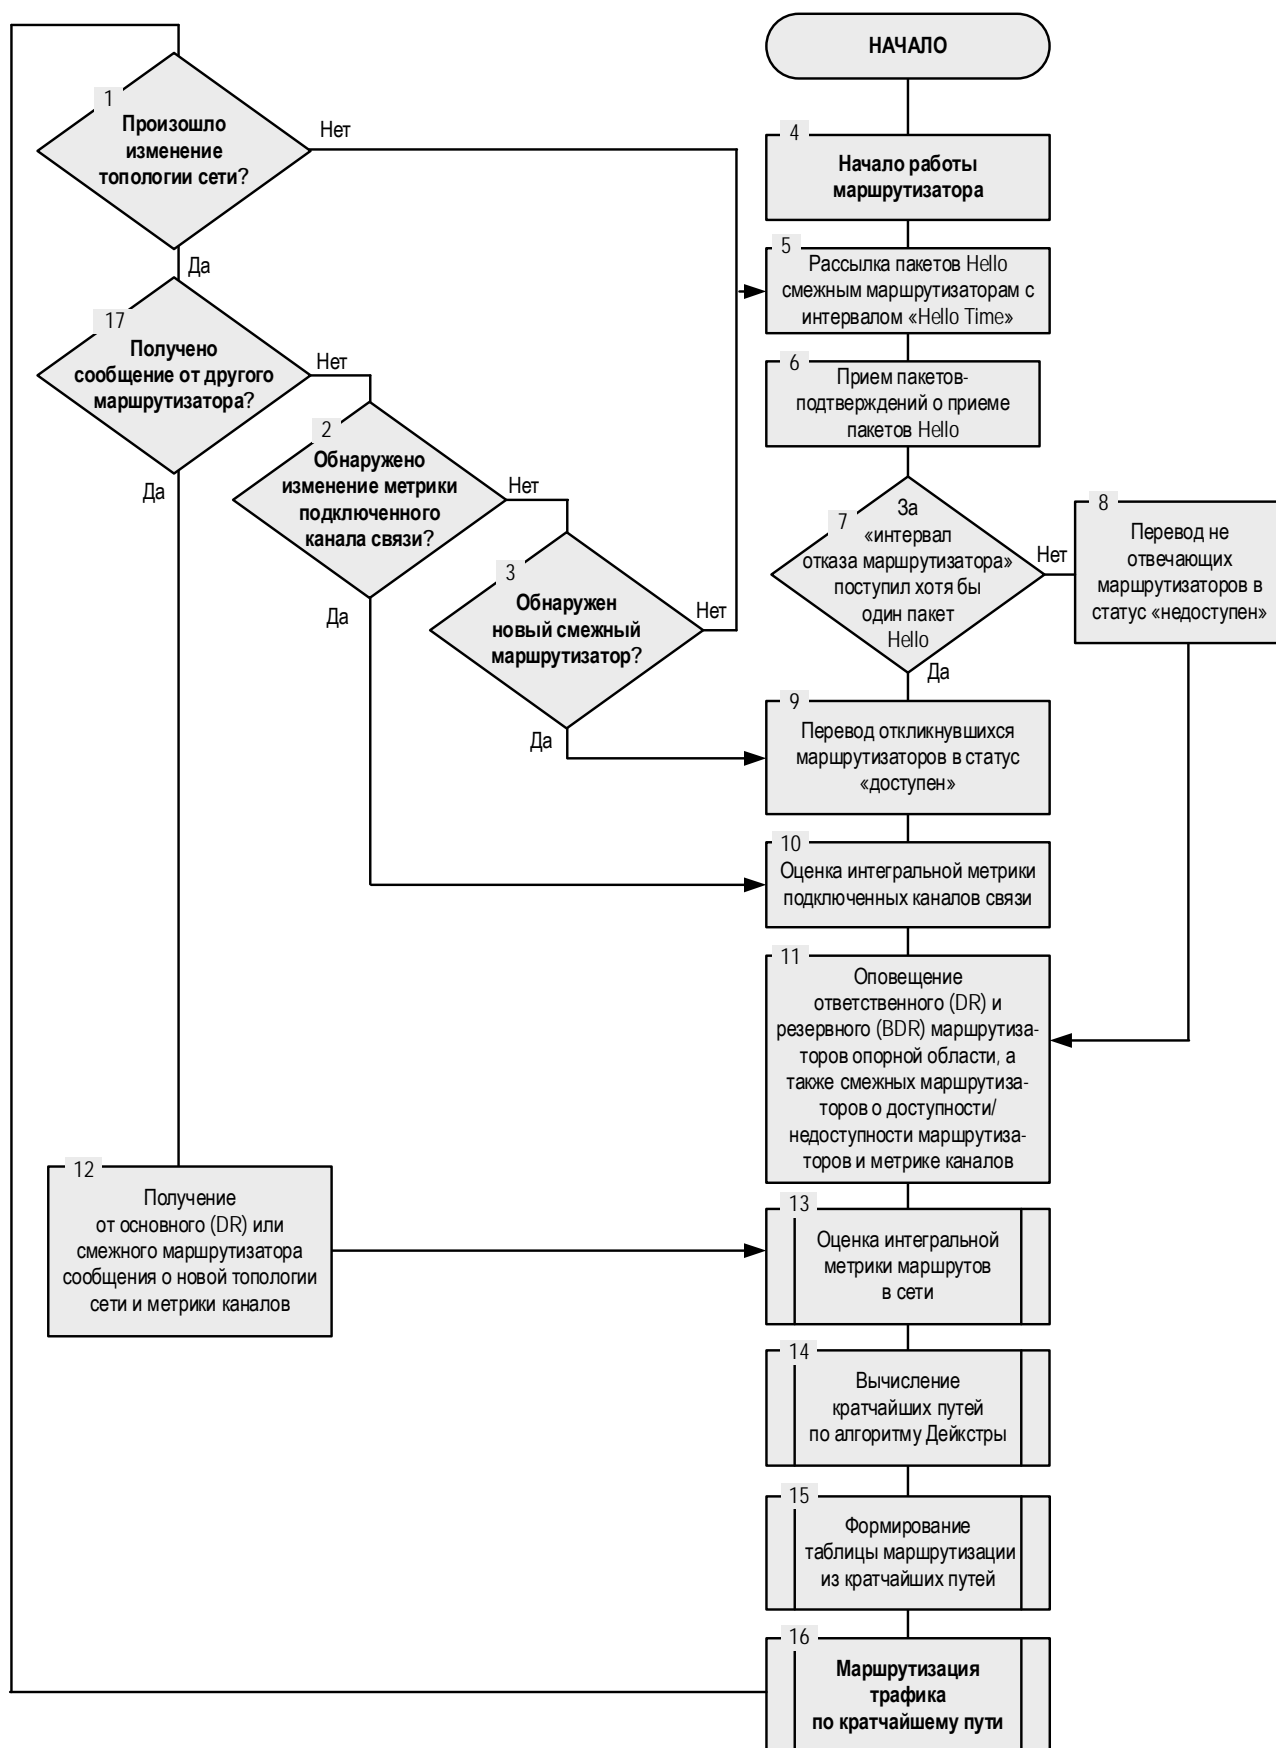 НАЧАЛО
1
Произошло
изменение
топологии сети?
Нет
Да
4
Начало работы
маршрутизатора
5
Рассылка пакетов Hello
смежным маршрутизаторам с
интервалом «Hello Time»
17
Получено
сообщение от другого
маршрутизатора?
Нет
Да
6
Прием пакетов-
подтверждений о приеме
пакетов Hello
2
Обнаружено
изменение метрики
подключенного
канала связи?
Нет
Да
7
За
«интервал
отказа маршрутизатора»
поступил хотя бы
один пакет
Hello
Нет
Да
8
Перевод не
отвечающих
маршрутизаторов в
статус «недоступен»
3
Обнаружен
новый смежный
маршрутизатор?
Нет
Да
9
Перевод откликнувшихся
маршрутизаторов в статус
«доступен»
10
Оценка интегральной метрики
подключенных каналов связи
11
Оповещение
ответственного (DR) и
резервного (BDR) маршрутиза-
торов опорной области, а
также смежных маршрутиза-
торов о доступности/
недоступности маршрутиза-
торов и метрике каналов
12
Получение
от основного (DR) или
смежного маршрутизатора
сообщения о новой топологии
сети и метрики каналов
13
Оценка интегральной
метрики маршрутов
в сети
14
Вычисление
кратчайших путей
по алгоритму Дейкстры
15
Формирование
таблицы маршрутизации
из кратчайших путей
16
Маршрутизация
трафика
по кратчайшему пути